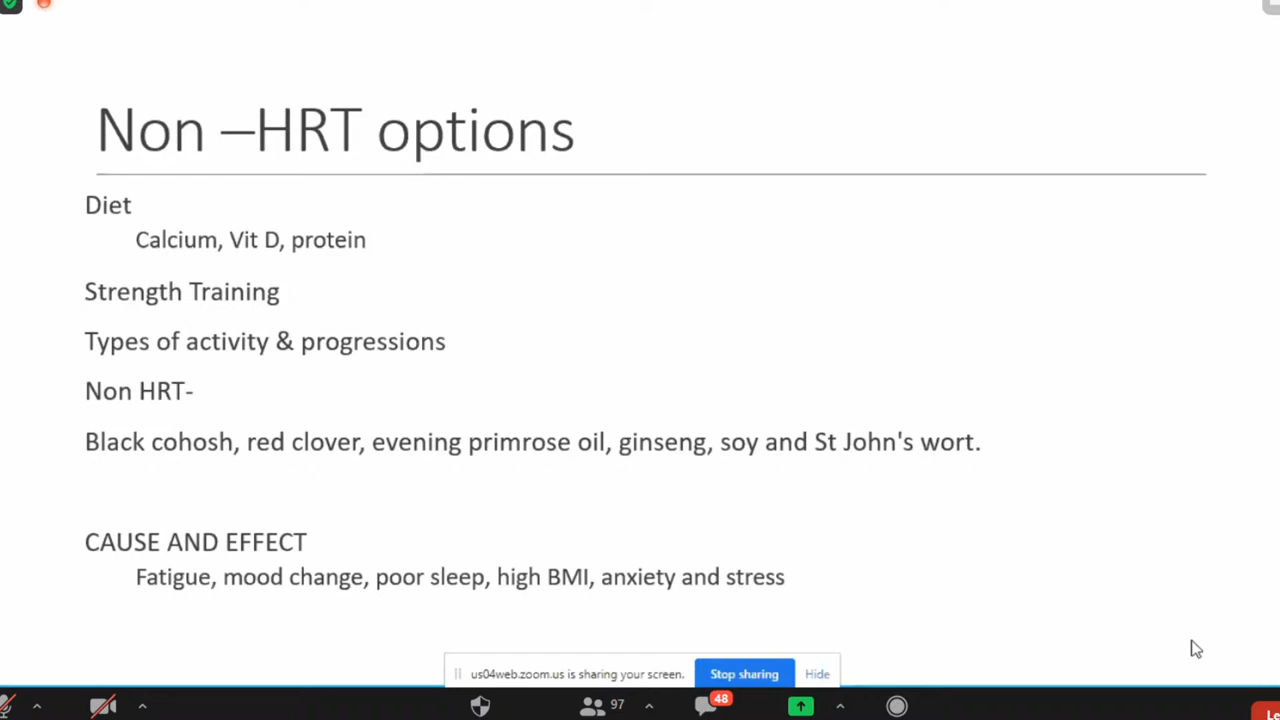 Non –HRT options
Diet
Calcium, Vit D, protein
Strength Training
Types of activity & progressions
Non HRT-
Black cohosh, red clover, evening primrose oil, ginseng, soy and St John's wort.
CAUSE AND EFFECT
Fatigue, mood change, poor sleep, high BMI, anxiety and stress
us04web.zoom.us is sharing your screen. Stop sharing Hide
97 48